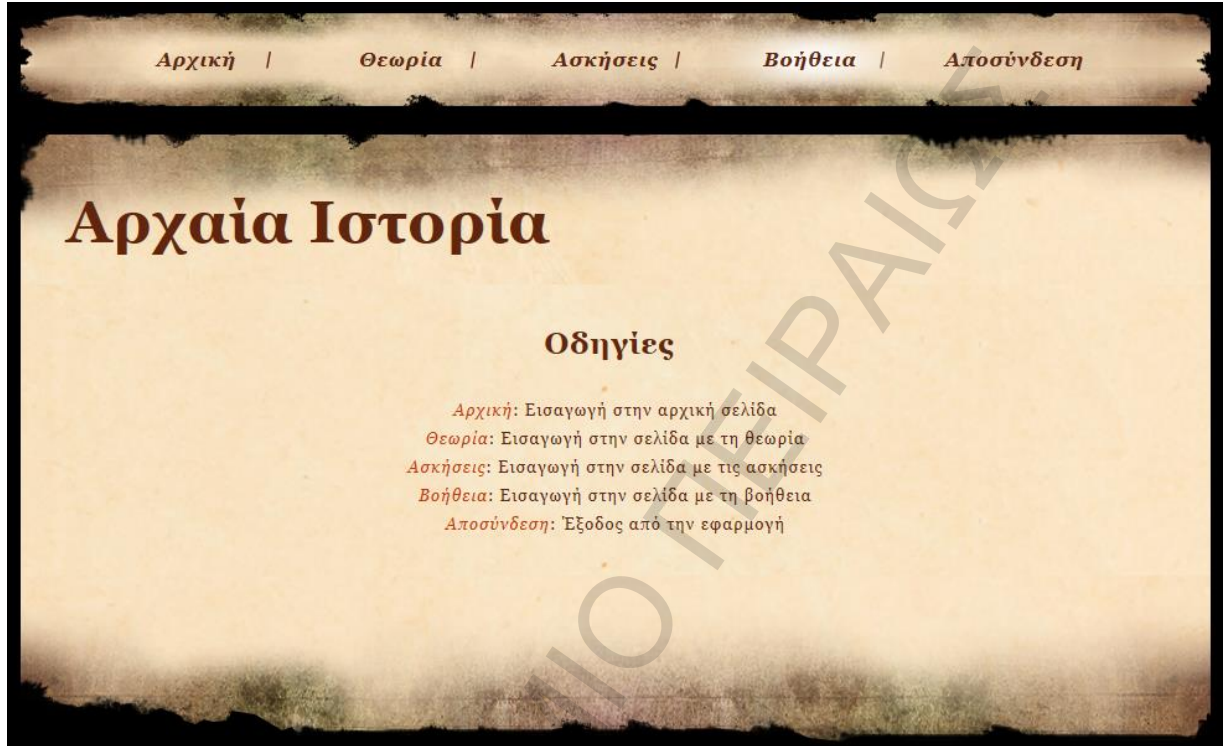 Αρχική | Θεωρία | Ασκήσεις | Βοήθεια | Αποσύνδεση
Αρχαία Ιστορία
Οδηγίες
Αρχική: Εισαγωγή στην αρχική σελίδα
Θεωρία: Εισαγωγή στην σελίδα με τη θεωρία
Ασκήσεις: Εισαγωγή στην σελίδα με τις ασκήσεις
Βοήθεια: Εισαγωγή στην σελίδα με τη βοήθεια
Αποσύνδεση: Έξοδος από την εφαρμογή
ΠΕΙΡΑΙΩΣ